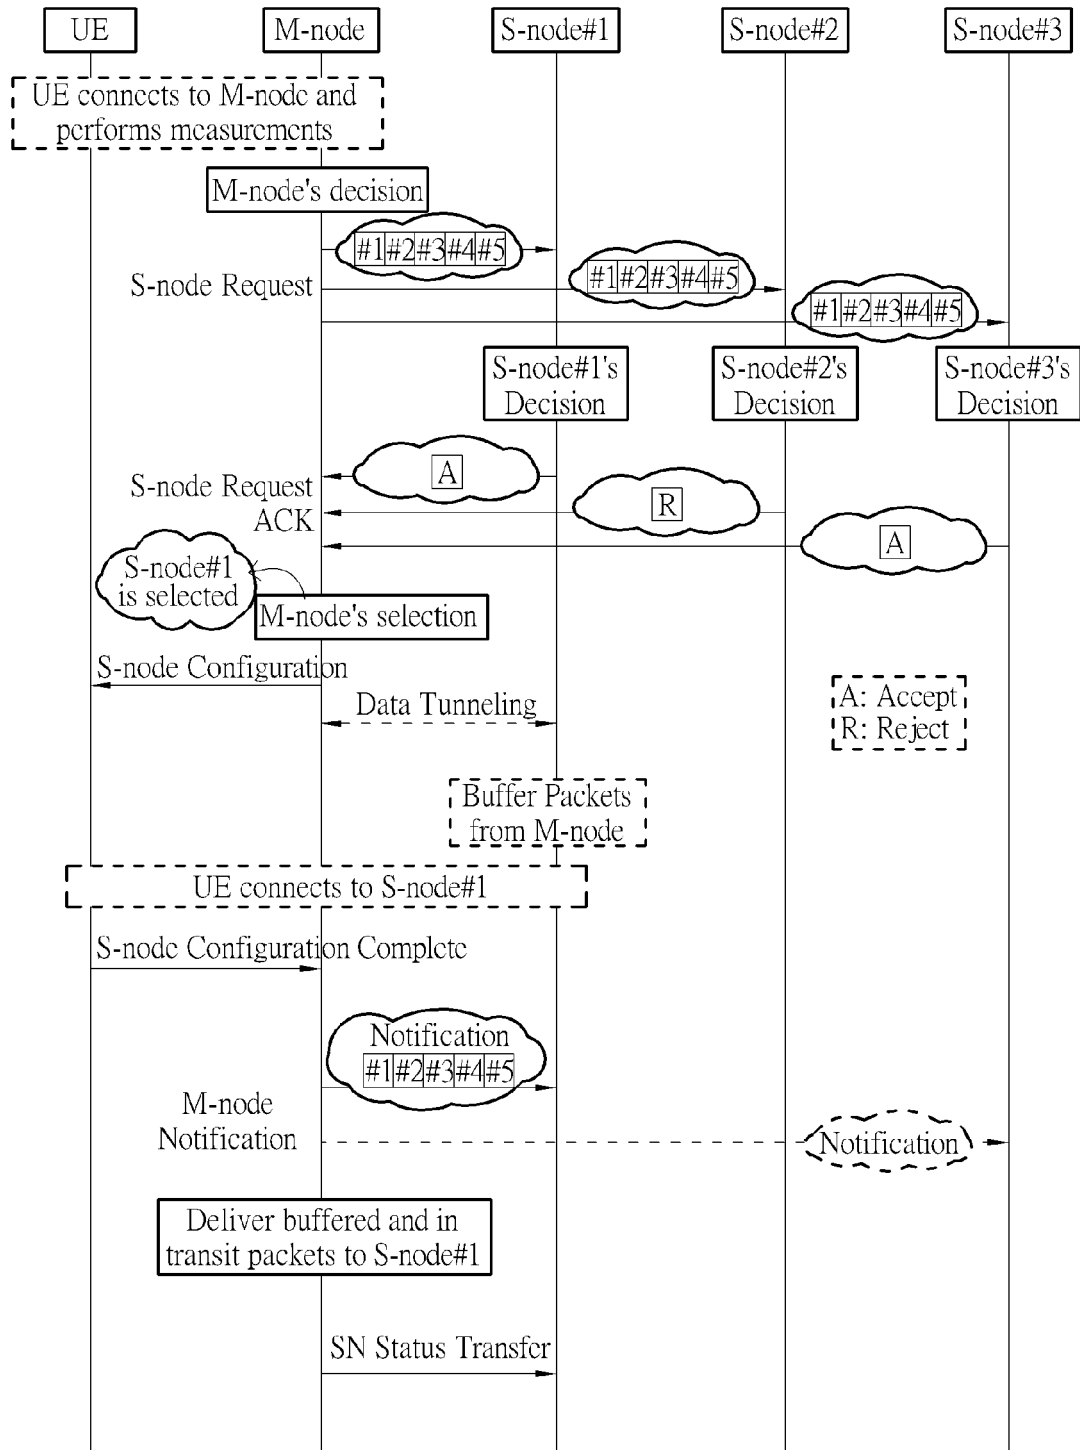 UE
M-node
S-node#1
S-node#2
S-node#3
UE connects to M-node and
performs measurements
M-node's decision
#1 #2 #3 #4 #5
#1 #2 #3 #4 #5
S-node Request
#1 #2 #3 #4 #5
S-node#1's
Decision
S-node#2's
Decision
S-node#3's
Decision
A
S-node Request
ACK
R
A
S-node#1
is selected
M-node's selection
S-node Configuration
Data Tunneling
A: Accept
R: Reject
Buffer Packets
from M-node
UE connects to S-node#1
S-node Configuration Complete
Notification
#1 #2 #3 #4 #5
M-node
Notification
Notification
Deliver buffered and in
transit packets to S-node#1
SN Status Transfer